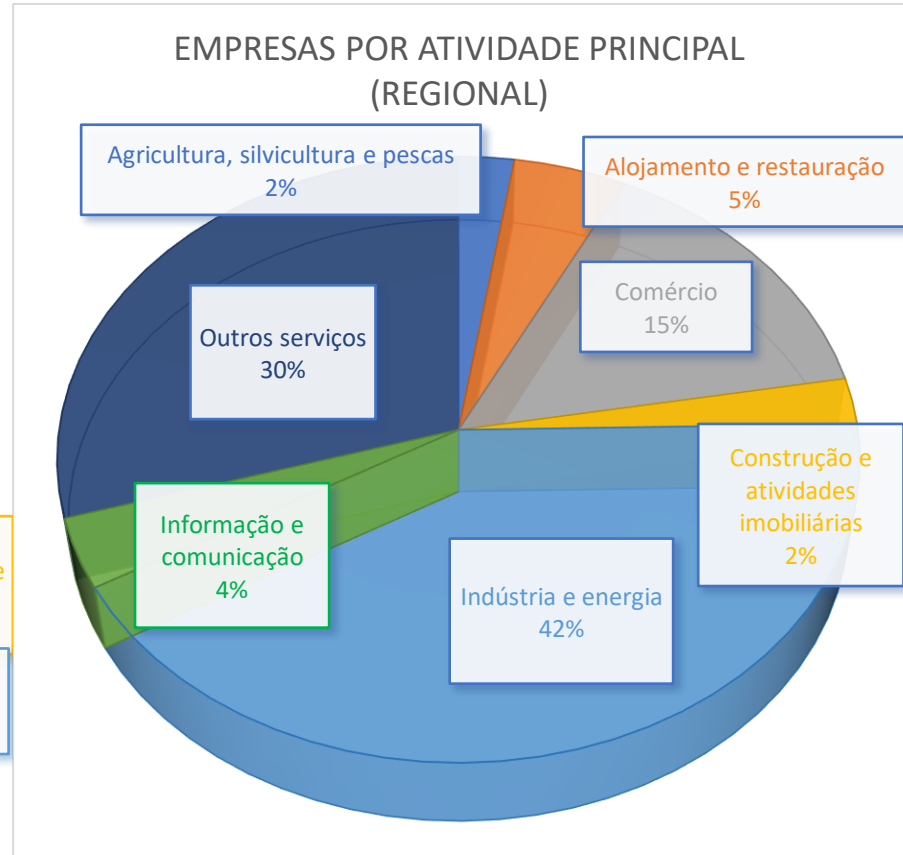 EMPRESAS POR ATIVIDADE PRINCIPAL
(REGIONAL)
Agricultura, silvicultura e pescas
2%
Alojamento e restauração
5%
Comércio
15%
Outros serviços
30%
Construção e
atividades
imobiliárias
2%
Informação e
comunicação
4%
Indústria e energia
42%
e